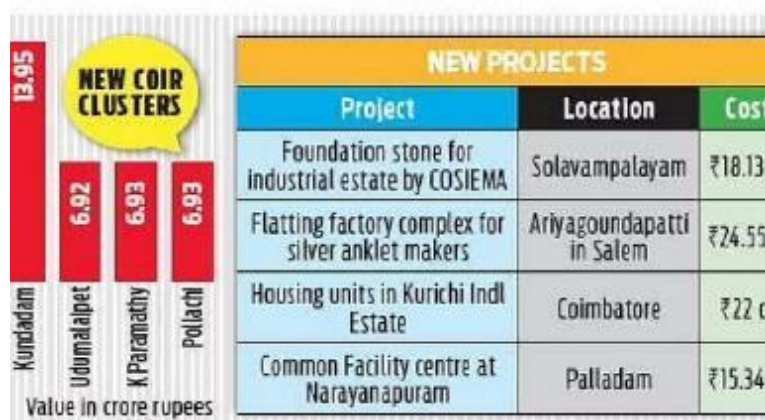 NEW COIR
CLUSTERS
13.95
6.92
6.93
6.93
Kundadam
Udumalaipet
K Paramathy
Pollachi
Value in crore rupees
NEW PROJECTS
Project
Location
Cost
Foundation stone for
industrial estate by COSIEMA
Solavampalayam
₹18.13
Flatting factory complex for
silver anklet makers
Ariyagoundapatti
in Salem
₹24.55
Housing units in Kurichi Indl
Estate
Coimbatore
₹22 c
Common Facility centre at
Narayanapuram
Palladam
₹15.34